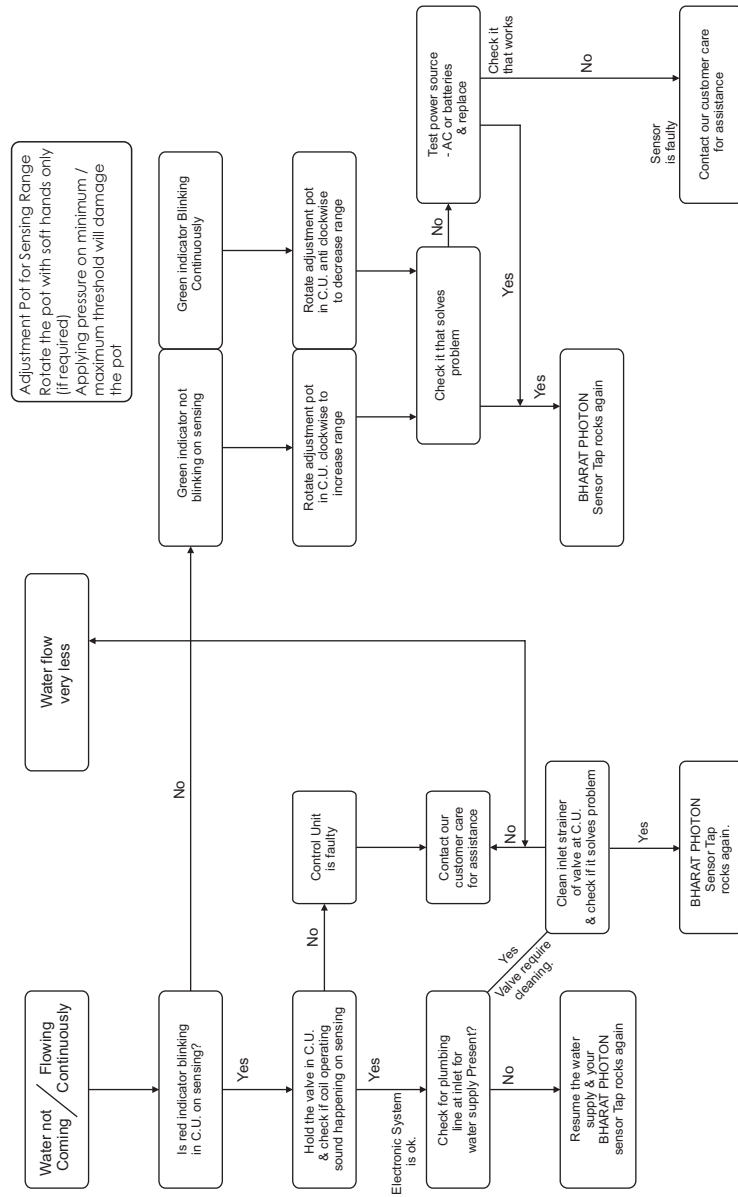 Water not / Flowing
Coming / Continuously
Is red indicator blinking
in C.U. on sensing?
No
Yes
Hold the valve in C.U.
& check if coil operating
sound happening on sensing
No
Control Unit
is faulty
Contact our
customer care
for assistance
Yes
Electronic System
is ok.
Check for plumbing
line at inlet for
water supply Present?
Yes
Valve require
cleaning.
No
Resume the water
supply & your
BHARAT PHOTON
sensor Tap rocks again
Clean inlet strainer
of valve at C.U.
& check if it solves problem
No
Yes
BHARAT PHOTON
Sensor Tap
rocks again.
Water flow
very less
Adjustment Pot for Sensing Range
Rotate the pot with soft hands only
(if required)
Applying pressure on minimum /
maximum threshold will damage
the pot
Green indicator not
blinking on sensing
Green indicator Blinking
Continuously
Rotate adjustment pot
in C.U. clockwise to
increase range
Rotate adjustment pot
in C.U. anti clockwise
to decrease range
Check it that solves
problem
No
Test power source
- AC or batteries
& replace
Yes
Yes
BHARAT PHOTON
Sensor Tap rocks again
Check it
that works
No
Sensor
is faulty
Contact our customer care
for assistance